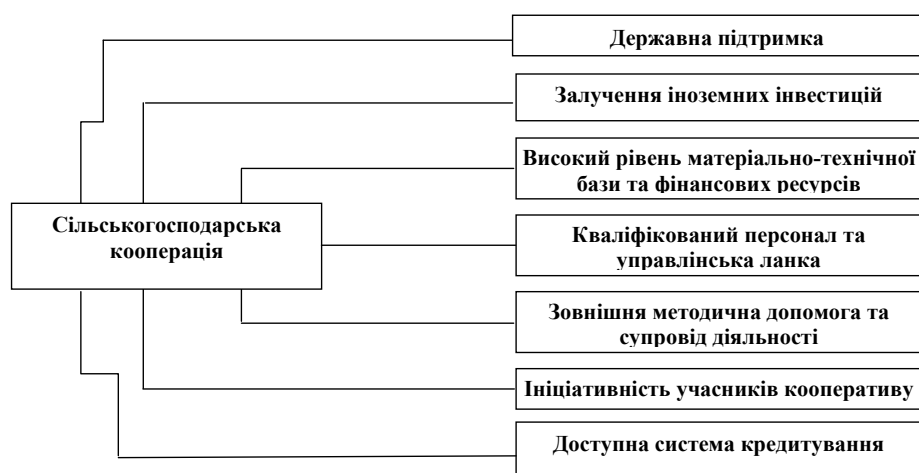 Державна підтримка
Залучення іноземних інвестицій
Високий рівень матеріально-технічної
бази та фінансових ресурсів
Сільськогосподарська
кооперація
Кваліфікований персонал та
управлінська ланка
Зовнішня методична допомога та
супровід діяльності
Ініціативність учасників кооперативу
Доступна система кредитування